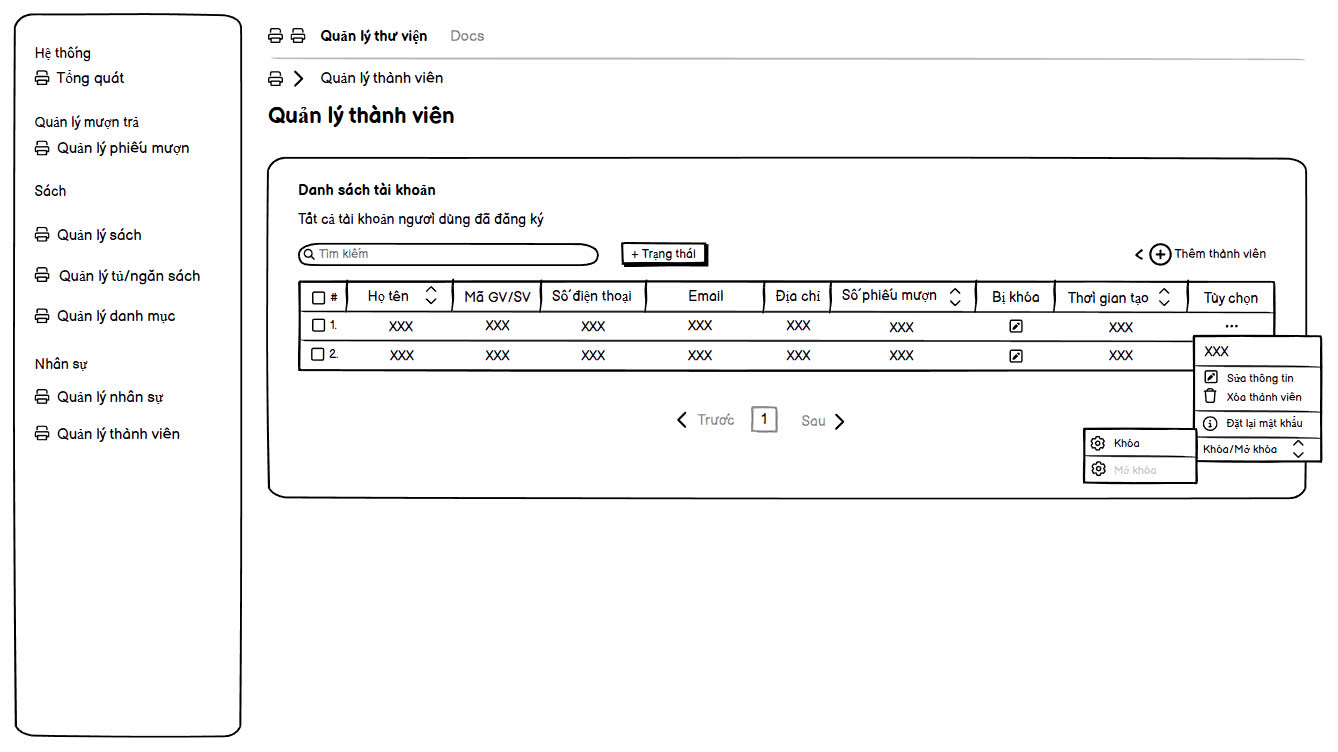 Hệ thống
Tổng quát
Quản lý mượn trả
Quản lý phiếu mượn
Sách
Quản lý sách
Quản lý tủ/ngăn sách
Quản lý danh mục
Nhân sự
Quản lý nhân sự
Quản lý thành viên
Quản lý thư viện Docs
Quản lý thành viên
Quản lý thành viên
Danh sách tài khoản
Tất cả tài khoản người dùng đã đăng ký
Tìm kiếm + Trạng thái Thêm thành viên
# Họ tên Mã GV/SV Số điện thoại Email Địa chỉ Số phiếu mượn Bị khóa Thời gian tạo Tùy chọn
1. XXX XXX XXX XXX XXX XXX XXX ...
2. XXX XXX XXX XXX XXX XXX XXX
XXX
Sửa thông tin
Xóa thành viên
Đặt lại mật khẩu
Khóa/Mở khóa
Khóa
Mở khóa
Trước 1 Sau